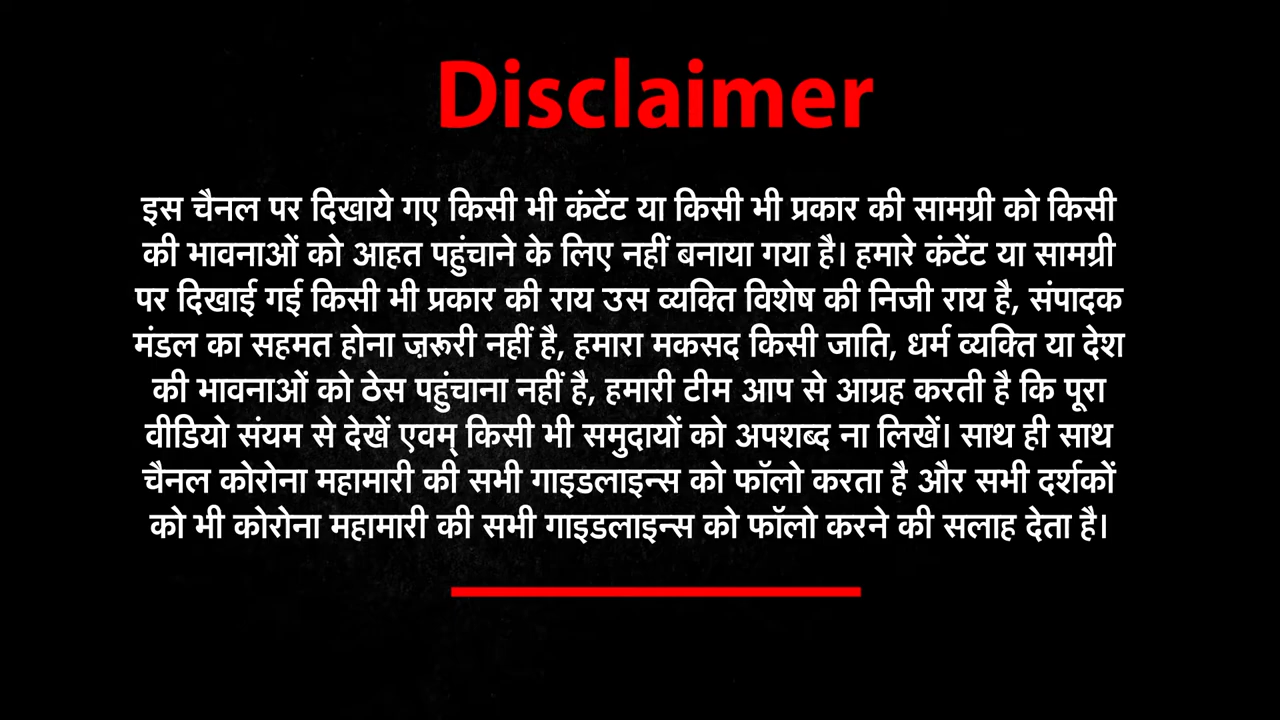 Disclaimer
इस चैनल पर दिखाये गए किसी भी कंटेंट या किसी भी प्रकार की सामग्री को किसी
की भावनाओं को आहत पहुंचाने के लिए नहीं बनाया गया है। हमारे कंटेंट या सामग्री
पर दिखाई गई किसी भी प्रकार की राय उस व्यक्ति विशेष की निजी राय है, संपादक
मंडल का सहमत होना ज़रूरी नहीं है, हमारा मकसद किसी जाति, धर्म व्यक्ति या देश
की भावनाओं को ठेस पहुंचाना नहीं है, हमारी टीम आप से आग्रह करती है कि पूरा
वीडियो संयम से देखें एवम् किसी भी समुदायों को अपशब्द ना लिखें। साथ ही साथ
चैनल कोरोना महामारी की सभी गाइडलाइन्स को फॉलो करता है और सभी दर्शकों
को भी कोरोना महामारी की सभी गाइडलाइन्स को फॉलो करने की सलाह देता है।